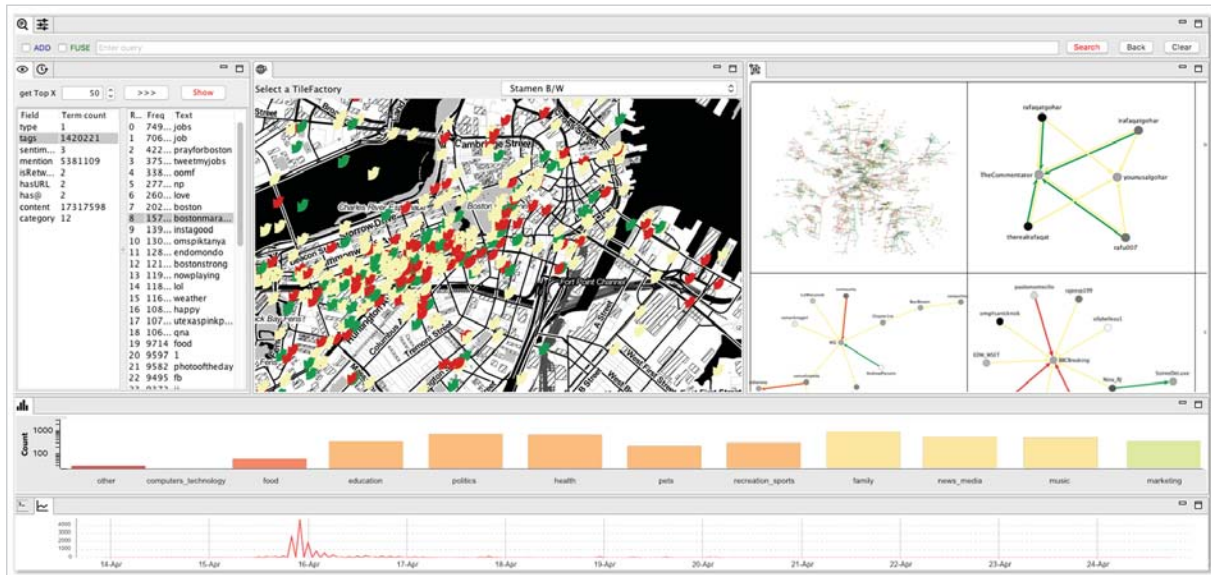 ADD FUSE Enter query Search Back Clear
get Top X 50 >>> Show
Field Term count
type 1
tags 1420221
sentim... 3
mention 5381109
isRetw... 2
hasURL 2
has@ 2
content 17317598
category 12
R... Freq Text
0 749... jobs
1 706... job
2 422... prayforboston
3 375... tweetmyjobs
4 338... oomf
5 277... np
6 260... love
7 202... boston
8 157... bostonmara...
9 139... instagood
10 130... omspiktanya
11 128... endomondo
12 121... bostonstrong
13 119... nowplaying
14 118... lol
15 116... weather
16 108... happy
17 107... utexaspinkp...
18 106... qna
19 9714 food
20 9597 1
21 9582 photooftheday
22 9495 fb
Select a TileFactory Stamen B/W
Cambridge Street
Charles River
Boston
Fort Point Channel
Columbus A
Tremont Street
A Street
rafaqatgohar
irafaqatgohar
TheCommentater
younusalgohar
therealrafaqat
rafu007
BBCBreaking
EDM_NSET
Count
1000
100
other computers_technology food education politics health pets recreation_sports family news_media music marketing
4000
3000
2000
1000
0
14-Apr 15-Apr 16-Apr 17-Apr 18-Apr 19-Apr 20-Apr 21-Apr 22-Apr 23-Apr 24-Apr